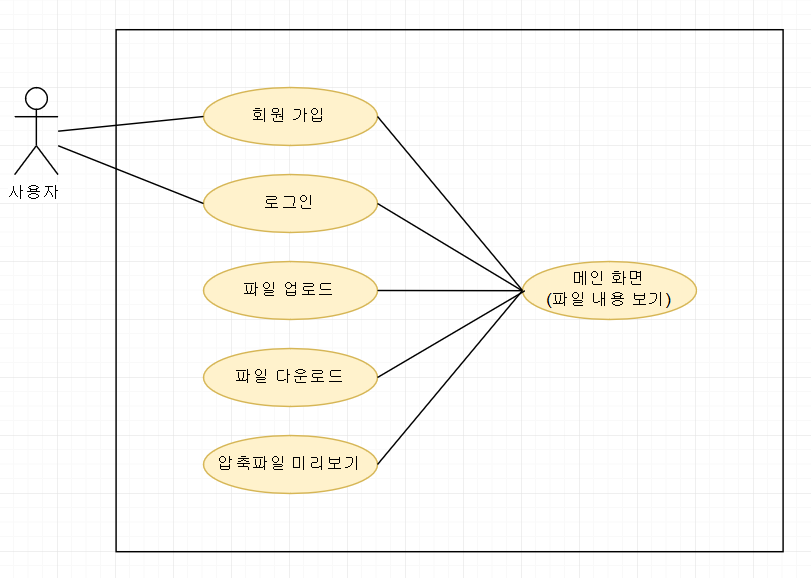 회원 가입
사용자
로그인
메인 화면
(파일 내용 보기)
파일 업로드
파일 다운로드
압축파일 미리보기